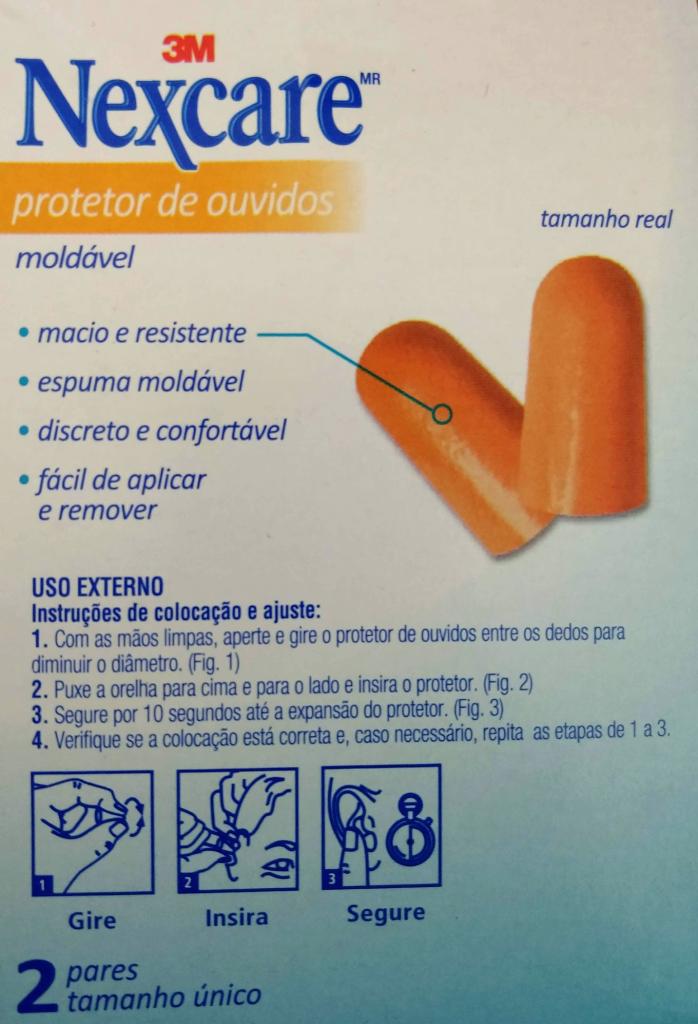 3M
Nexcare MR
protetor de ouvidos
tamanho real
moldável
• macio e resistente
• espuma moldável
• discreto e confortável
• fácil de aplicar
e remover
USO EXTERNO
Instruções de colocação e ajuste:
1. Com as mãos limpas, aperte e gire o protetor de ouvidos entre os dedos para
diminuir o diâmetro. (Fig. 1)
2. Puxe a orelha para cima e para o lado e insira o protetor. (Fig. 2)
3. Segure por 10 segundos até a expansão do protetor. (Fig. 3)
4. Verifique se a colocação está correta e, caso necessário, repita as etapas de 1 a 3.
1
2
3
Gire
Insira
Segure
2 pares
tamanho único